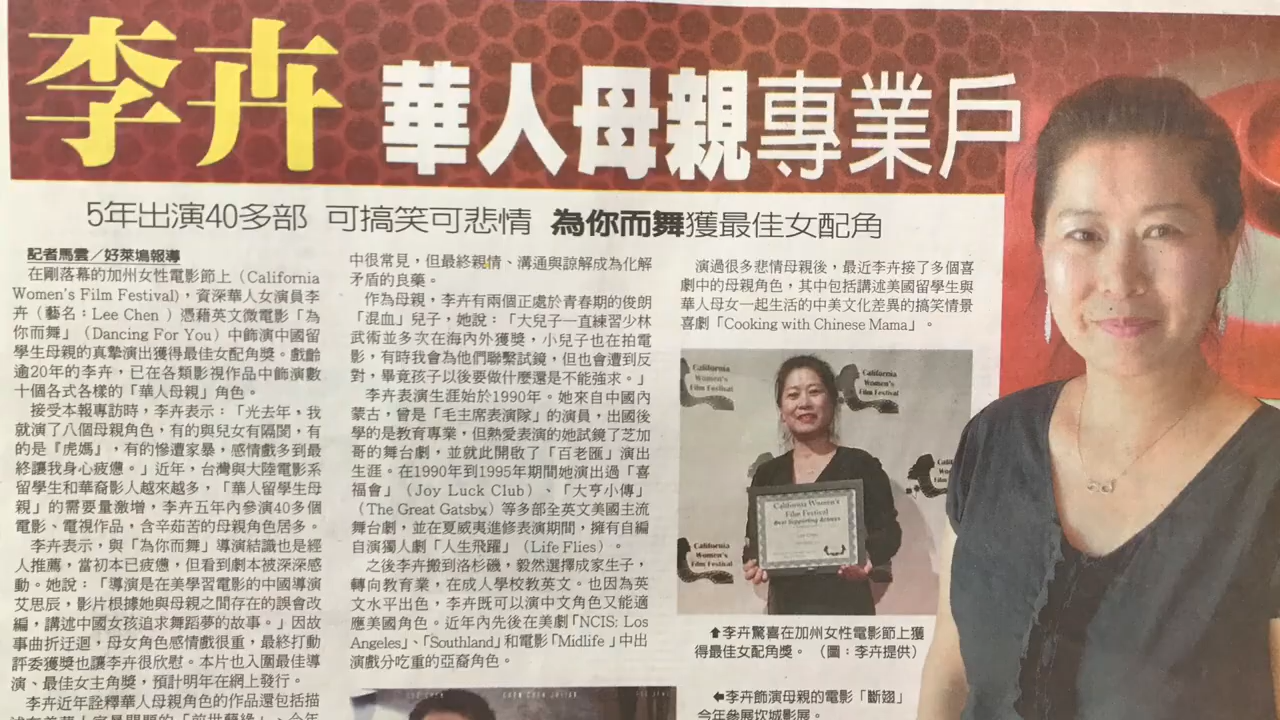 李卉 華人母親專業戶
5年出演40多部 可搞笑可悲情 為你而舞獲最佳女配角
記者馬雲／好萊塢報導
在剛落幕的加州女性電影節上（California
Women's Film Festival)，資深華人女演員李
卉（藝名：Lee Chen ）憑藉英文微電影「為
你而舞」（Dancing For You）中飾演中國留
學生母親的真摯演出獲得最佳女配角獎。戲齡
逾20年的李卉，已在各類影視作品中飾演數
十個各式各樣的「華人母親」角色。
接受本報專訪時，李卉表示：「光去年，我
就演了八個母親角色，有的與兒女有隔閡，有
的是『虎媽』，有的慘遭家暴，感情戲多到最
終讓我身心疲憊。」近年，台灣與大陸電影系
留學生和華裔影人越來越多，「華人留學生母
親」的需要量激增，李卉五年內參演40多個
電影、電視作品，含辛茹苦的母親角色居多。
李卉表示，與「為你而舞」導演結識也是經
人推薦，當初本已疲憊，但看到劇本被深深感
動。她說：「導演是在美學習電影的中國導演
艾思辰，影片根據她與母親之間存在的誤會改
編，講述中國女孩追求舞蹈夢的故事。」因故
事曲折迂迴，母女角色感情戲很重，最終打動
評委獲獎也讓李卉很欣慰。本片也入圍最佳導
演、最佳女主角獎，預計明年在網上發行。
李卉近年詮釋華人母親角色的作品還包括描
中很常見，但最終親情、溝通與諒解成為化解
矛盾的良藥。
作為母親，李卉有兩個正處於青春期的俊朗
「混血」兒子，她說：「大兒子一直練習少林
武術並多次在海內外獲獎，小兒子也在拍電
影，有時我會為他們聯繫試鏡，但也會遭到反
對，畢竟孩子以後要做什麼還是不能強求。」
李卉表演生涯始於1990年。她來自中國內
蒙古，曾是「毛主席表演隊」的演員，出國後
學的是教育專業，但熱愛表演的她試鏡了芝加
哥的舞台劇，並就此開啟了「百老匯」演出
生涯。在1990年到1995年期間她演出過「喜
福會」（Joy Luck Club）、「大亨小傳」
（The Great Gatsby）等多部全英文美國主流
舞台劇，並在夏威夷進修表演期間，擁有自編
自演獨人劇「人生飛躍」（Life Flies）。
之後李卉搬到洛杉磯，毅然選擇成家生子，
轉向教育業，在成人學校教英文。也因為英
文水平出色，李卉既可以演中文角色又能適
應美國角色。近年內先後在美劇「NCIS: Los
Angeles」、「Southland」和電影「Midlife 」中出
演戲分吃重的亞裔角色。
演過很多悲情母親後，最近李卉接了多個喜
劇中的母親角色，其中包括講述美國留學生與
華人母女一起生活的中美文化差異的搞笑情景
喜劇「Cooking with Chinese Mama」。
California
Women's
Film Festival
California
Women's
Film Festival
California Women's
Film Festival
Best Supporting Actress
California
Women's
Film Festival
⬆李卉驚喜在加州女性電影節上獲
得最佳女配角獎。（圖：李卉提供）
⬅李卉飾演母親的電影「斷翅」
今年參展坎城影展。